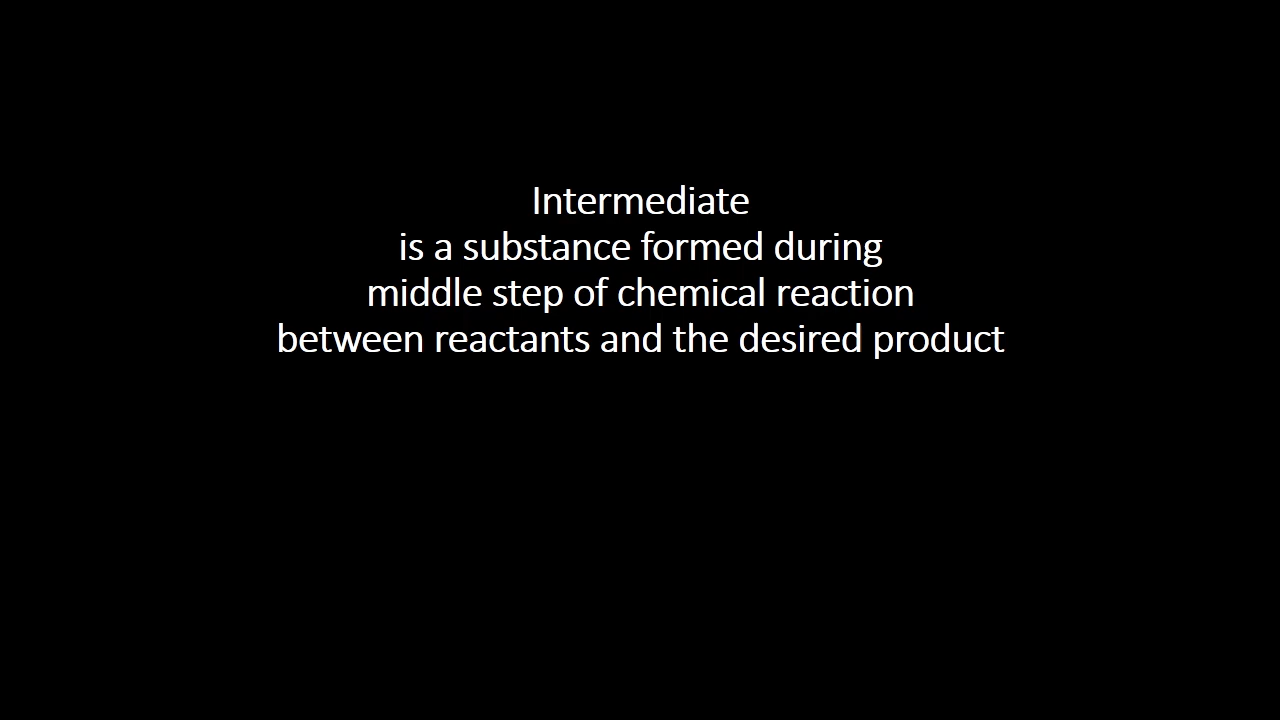 Intermediate
is a substance formed during
middle step of chemical reaction
between reactants and the desired product